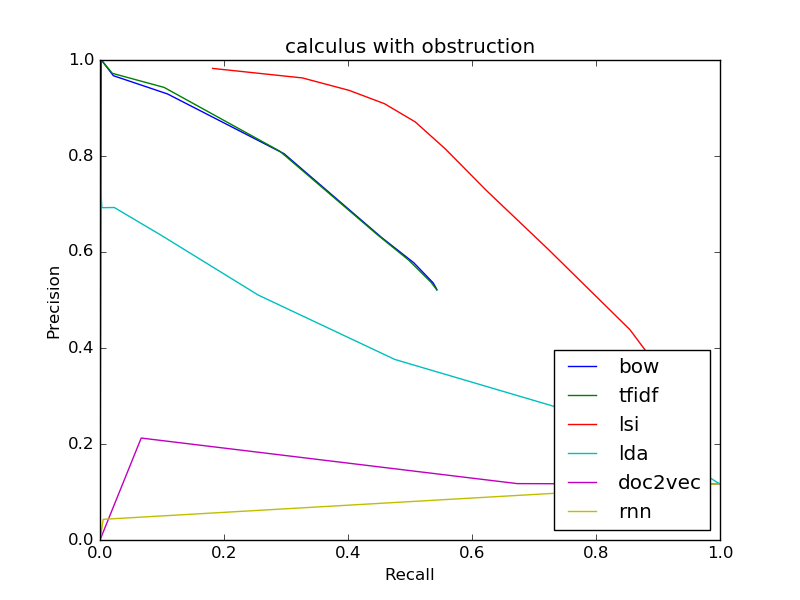 calculus with obstruction
1.0
0.8
0.6
0.4
0.2
0.0
Precision
0.0 0.2 0.4 0.6 0.8 1.0
Recall
bow
tfidf
lsi
lda
doc2vec
rnn